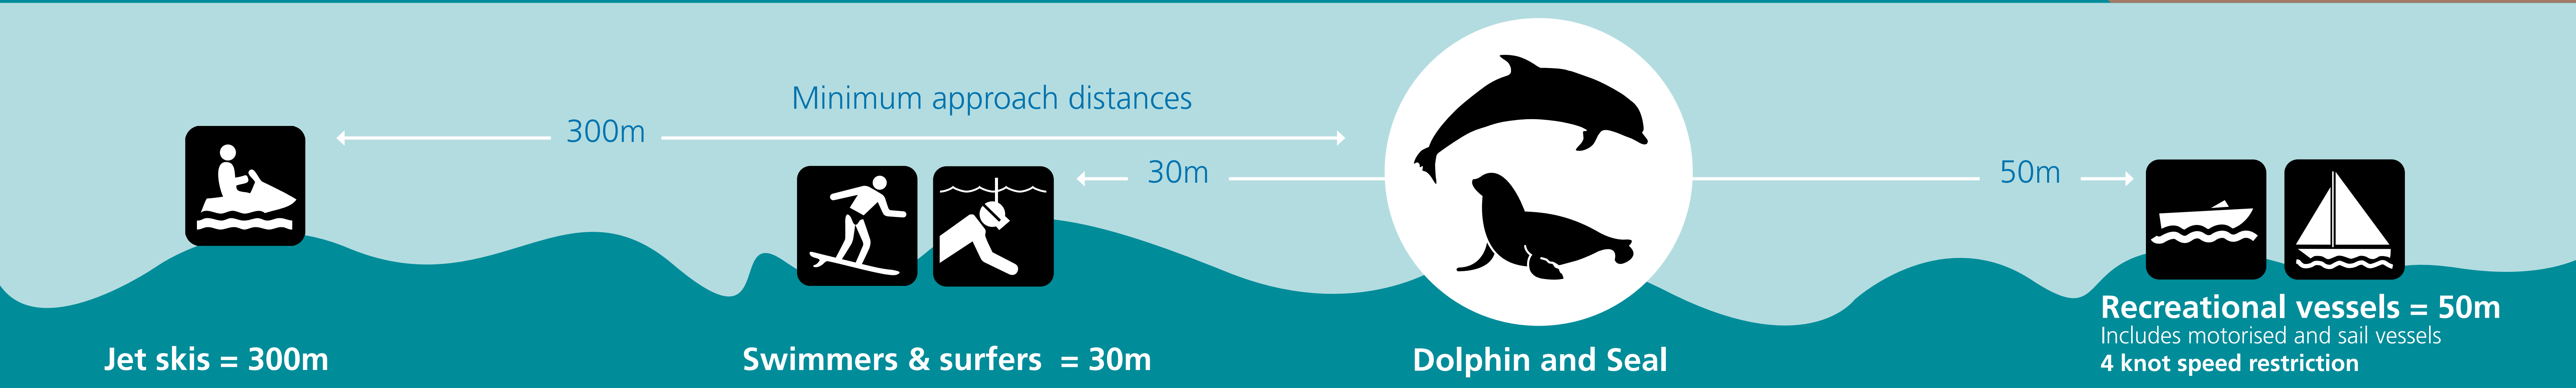 Minimum approach distances
300m
30m
50m
Jet skis = 300m
Swimmers & surfers = 30m
Dolphin and Seal
Recreational vessels = 50m
Includes motorised and sail vessels
4 knot speed restriction